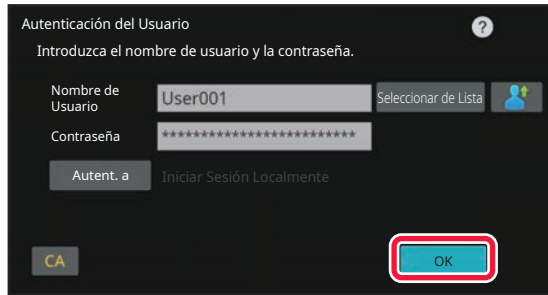 Autenticación del Usuario
?
Introduzca el nombre de usuario y la contraseña.
Nombre de
Usuario
User001
Seleccionar de Lista
Contraseña
**************************
Autent. a
Iniciar Sesión Localmente
CA
OK